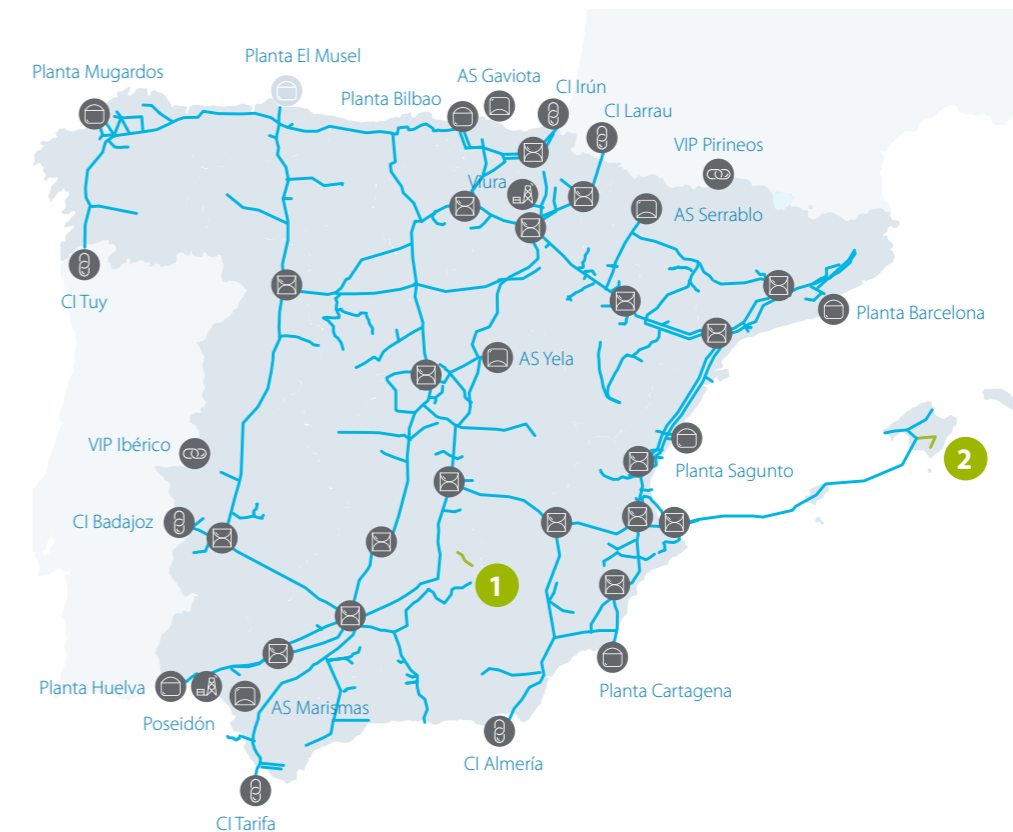 Planta El Musel
Planta Mugardos
AS Gaviota
CI Irún
Planta Bilbao
CI Larrau
VIP Pirineos
Viura
AS Serrablo
CI Tuy
Planta Barcelona
AS Yela
VIP Ibérico
2
Planta Sagunto
CI Badajoz
1
Planta Huelva
Planta Cartagena
AS Marismas
Poseidón
CI Almería
CI Tarifa